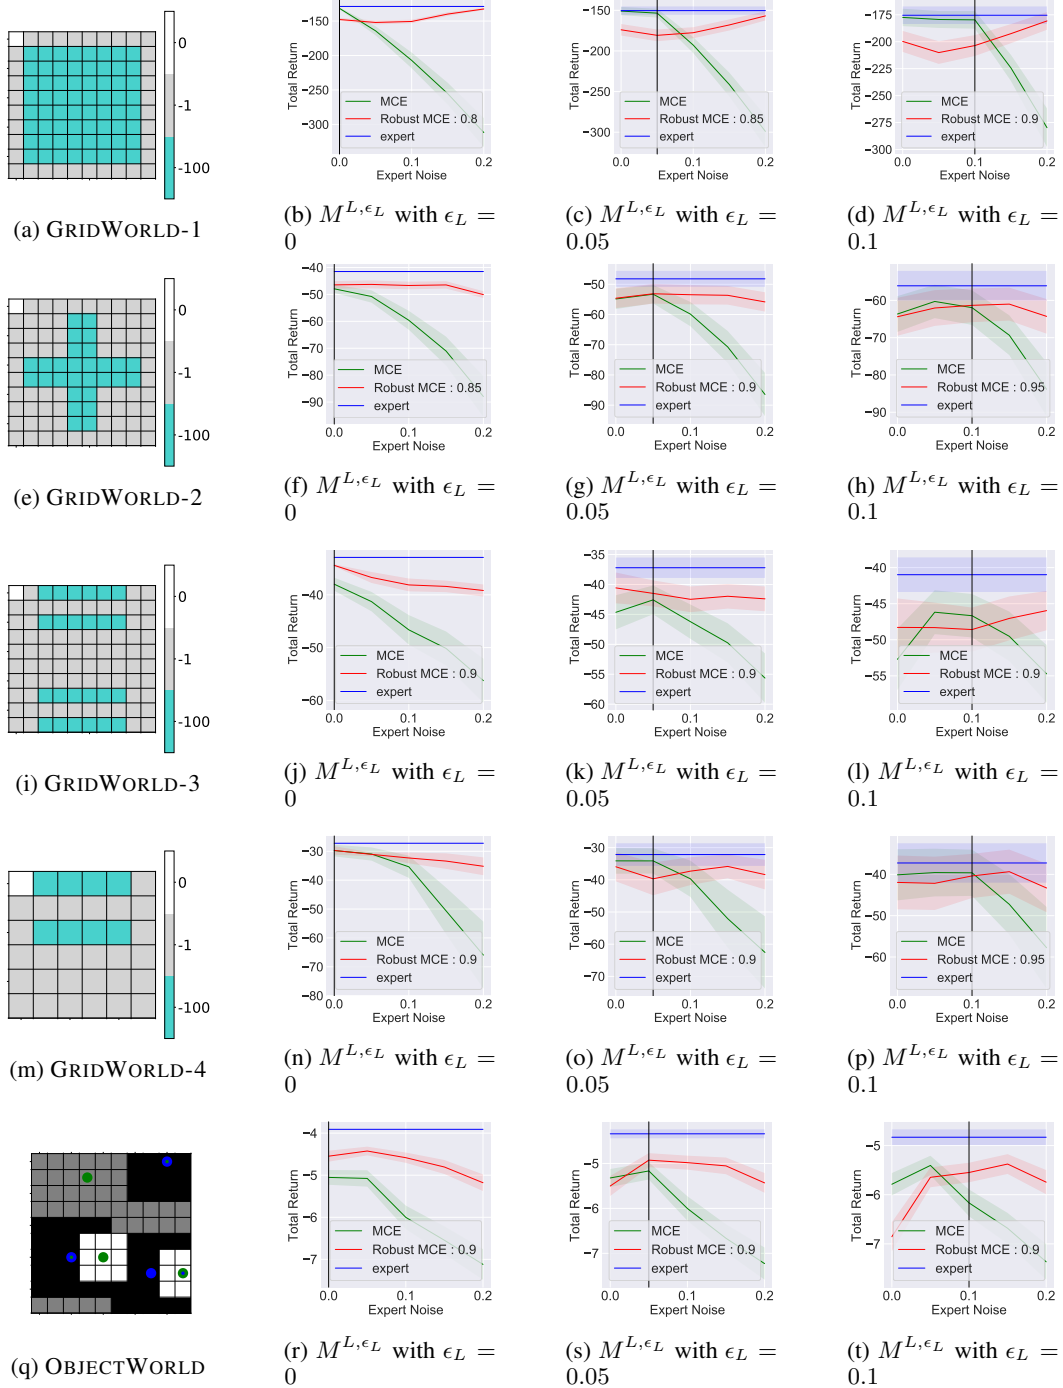 0
-1
-100
(a) GRIDWORLD-1
Total Return
−150
−200
−250
−300
MCE
Robust MCE : 0.8
expert
0.0 0.1 0.2
Expert Noise
(b) M^{L,ϵ_L} with ϵ_L =
0
Total Return
−150
−200
−250
−300
MCE
Robust MCE : 0.85
expert
0.0 0.1 0.2
Expert Noise
(c) M^{L,ϵ_L} with ϵ_L =
0.05
Total Return
−175
−200
−225
−250
−275
−300
MCE
Robust MCE : 0.9
expert
0.0 0.1 0.2
Expert Noise
(d) M^{L,ϵ_L} with ϵ_L =
0.1
0
-1
-100
(e) GRIDWORLD-2
Total Return
−40
−50
−60
−70
−80
−90
MCE
Robust MCE : 0.85
expert
0.0 0.1 0.2
Expert Noise
(f) M^{L,ϵ_L} with ϵ_L =
0
Total Return
−50
−60
−70
−80
−90
MCE
Robust MCE : 0.9
expert
0.0 0.1 0.2
Expert Noise
(g) M^{L,ϵ_L} with ϵ_L =
0.05
Total Return
−60
−70
−80
−90
MCE
Robust MCE : 0.95
expert
0.0 0.1 0.2
Expert Noise
(h) M^{L,ϵ_L} with ϵ_L =
0.1
0
-1
-100
(i) GRIDWORLD-3
Total Return
−40
−50
−60
MCE
Robust MCE : 0.9
expert
0.0 0.1 0.2
Expert Noise
(j) M^{L,ϵ_L} with ϵ_L =
0
Total Return
−35
−40
−45
−50
−55
−60
MCE
Robust MCE : 0.9
expert
0.0 0.1 0.2
Expert Noise
(k) M^{L,ϵ_L} with ϵ_L =
0.05
Total Return
−40
−45
−50
−55
MCE
Robust MCE : 0.9
expert
0.0 0.1 0.2
Expert Noise
(l) M^{L,ϵ_L} with ϵ_L =
0.1
0
-1
-100
(m) GRIDWORLD-4
Total Return
−30
−40
−50
−60
−70
−80
MCE
Robust MCE : 0.9
expert
0.0 0.1 0.2
Expert Noise
(n) M^{L,ϵ_L} with ϵ_L =
0
Total Return
−30
−40
−50
−60
−70
MCE
Robust MCE : 0.9
expert
0.0 0.1 0.2
Expert Noise
(o) M^{L,ϵ_L} with ϵ_L =
0.05
Total Return
−40
−50
−60
MCE
Robust MCE : 0.95
expert
0.0 0.1 0.2
Expert Noise
(p) M^{L,ϵ_L} with ϵ_L =
0.1
(q) OBJECTWORLD
Total Return
−4
−5
−6
−7
MCE
Robust MCE : 0.9
expert
0.0 0.1 0.2
Expert Noise
(r) M^{L,ϵ_L} with ϵ_L =
0
Total Return
−5
−6
−7
MCE
Robust MCE : 0.9
expert
0.0 0.1 0.2
Expert Noise
(s) M^{L,ϵ_L} with ϵ_L =
0.05
Total Return
−5
−6
−7
MCE
Robust MCE : 0.9
expert
0.0 0.1 0.2
Expert Noise
(t) M^{L,ϵ_L} with ϵ_L =
0.1